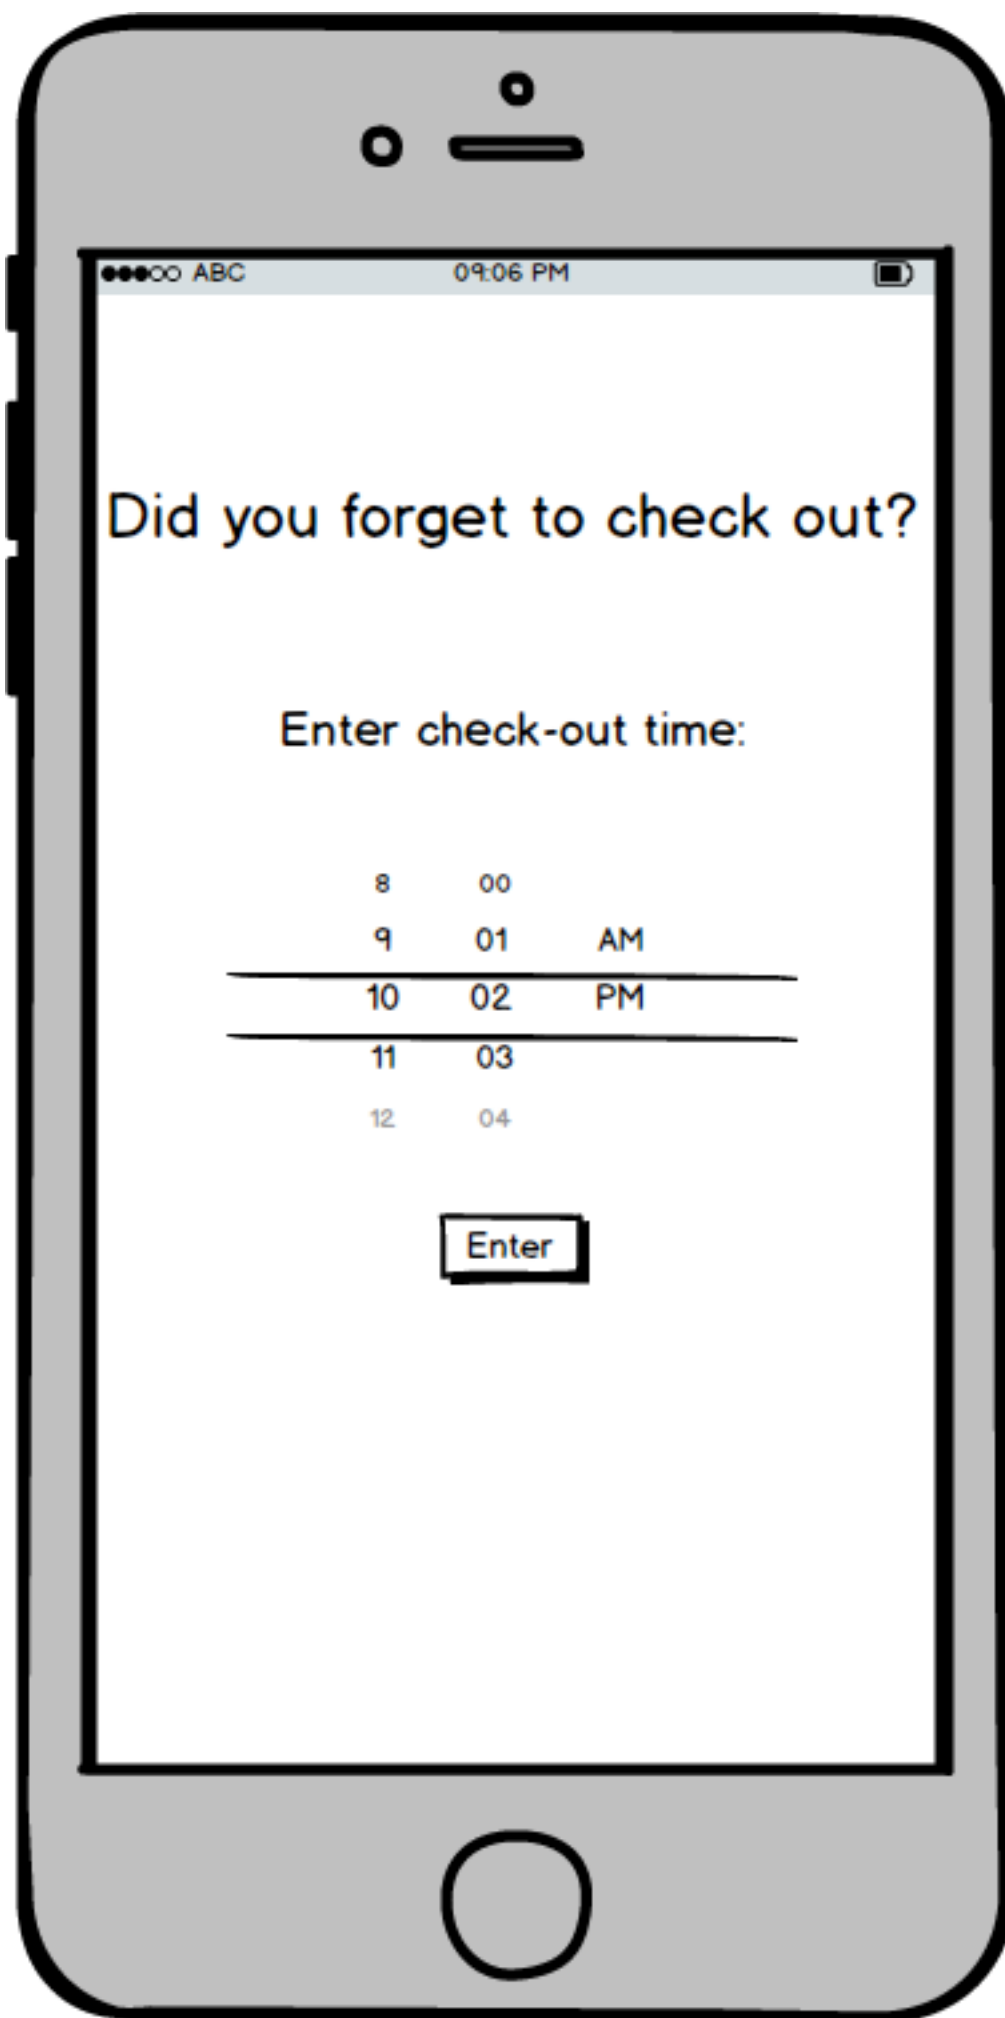 ABC 09:06 PM
Did you forget to check out?
Enter check-out time:
8 00
9 01 AM
10 02 PM
11 03
12 04
Enter